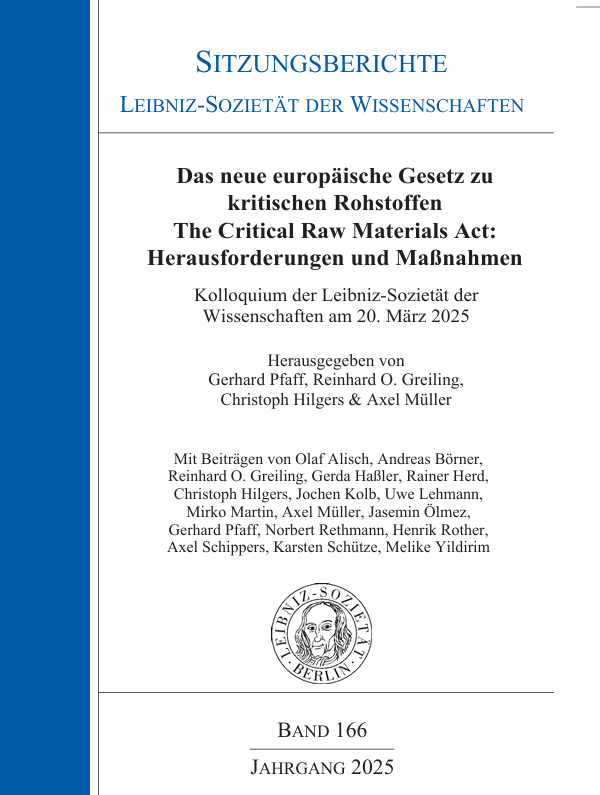 SITZUNGSBERICHTE
LEIBNIZ-SOZIETÄT DER WISSENSCHAFTEN
Das neue europäische Gesetz zu
kritischen Rohstoffen
The Critical Raw Materials Act:
Herausforderungen und Maßnahmen
Kolloquium der Leibniz-Sozietät der
Wissenschaften am 20. März 2025
Herausgegeben von
Gerhard Pfaff, Reinhard O. Greiling,
Christoph Hilgers & Axel Müller
Mit Beiträgen von Olaf Alisch, Andreas Börner,
Reinhard O. Greiling, Gerda Haßler, Rainer Herd,
Christoph Hilgers, Jochen Kolb, Uwe Lehmann,
Mirko Martin, Axel Müller, Jasemin Ölmez,
Gerhard Pfaff, Norbert Rethmann, Henrik Rother,
Axel Schippers, Karsten Schütze, Melike Yildirim
LEIBNIZ-SOZIETÄT
· BERLIN ·
BAND 166
JAHRGANG 2025